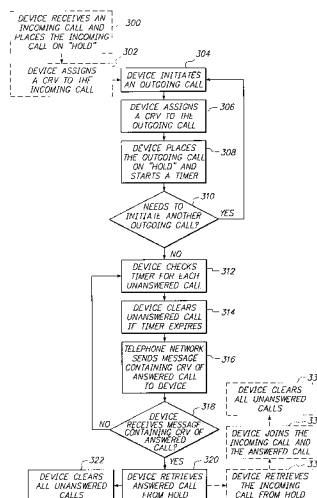 DEVICE RECEIVES AN
INCOMING CALL AND
PLACES THE INCOMING
CALL ON "HOLD"
300
DEVICE ASSIGNS
A CRV TO THE
INCOMING CALL
302
DEVICE INITIATES
AN OUTGOING CALL
304
DEVICE ASSIGNS
A CRV TO THE
OUTGOING CALL
306
DEVICE PLACES
THE OUTGOING CALL
ON "HOLD" AND
STARTS A TIMER
308
NEEDS TO
INITIATE ANOTHER
OUTGOING
CALL?
310
YES
NO
DEVICE CHECKS
TIMER FOR EACH
UNANSWERED CALL
312
DEVICE CLEARS
UNANSWERED CALL
IF TIMER EXPIRES
314
TELEPHONE NETWORK
SENDS MESSAGE
CONTAINING CRV OF
ANSWERED CALL
TO DEVICE
316
DEVICE
RECEIVES MESSAGE
CONTAINING CRV OF
ANSWERED
CALL?
318
NO
YES
DEVICE RETRIEVES
ANSWERED CALL
FROM HOLD
320
322
DEVICE CLEARS
ALL UNANSWERED
CALLS
33
DEVICE CLEARS
ALL UNANSWERED
CALLS
33
DEVICE JOINS THE
INCOMING CALL AND
THE ANSWERED CALL
33
DEVICE RETRIEVES
THE INCOMING
CALL FROM HOLD